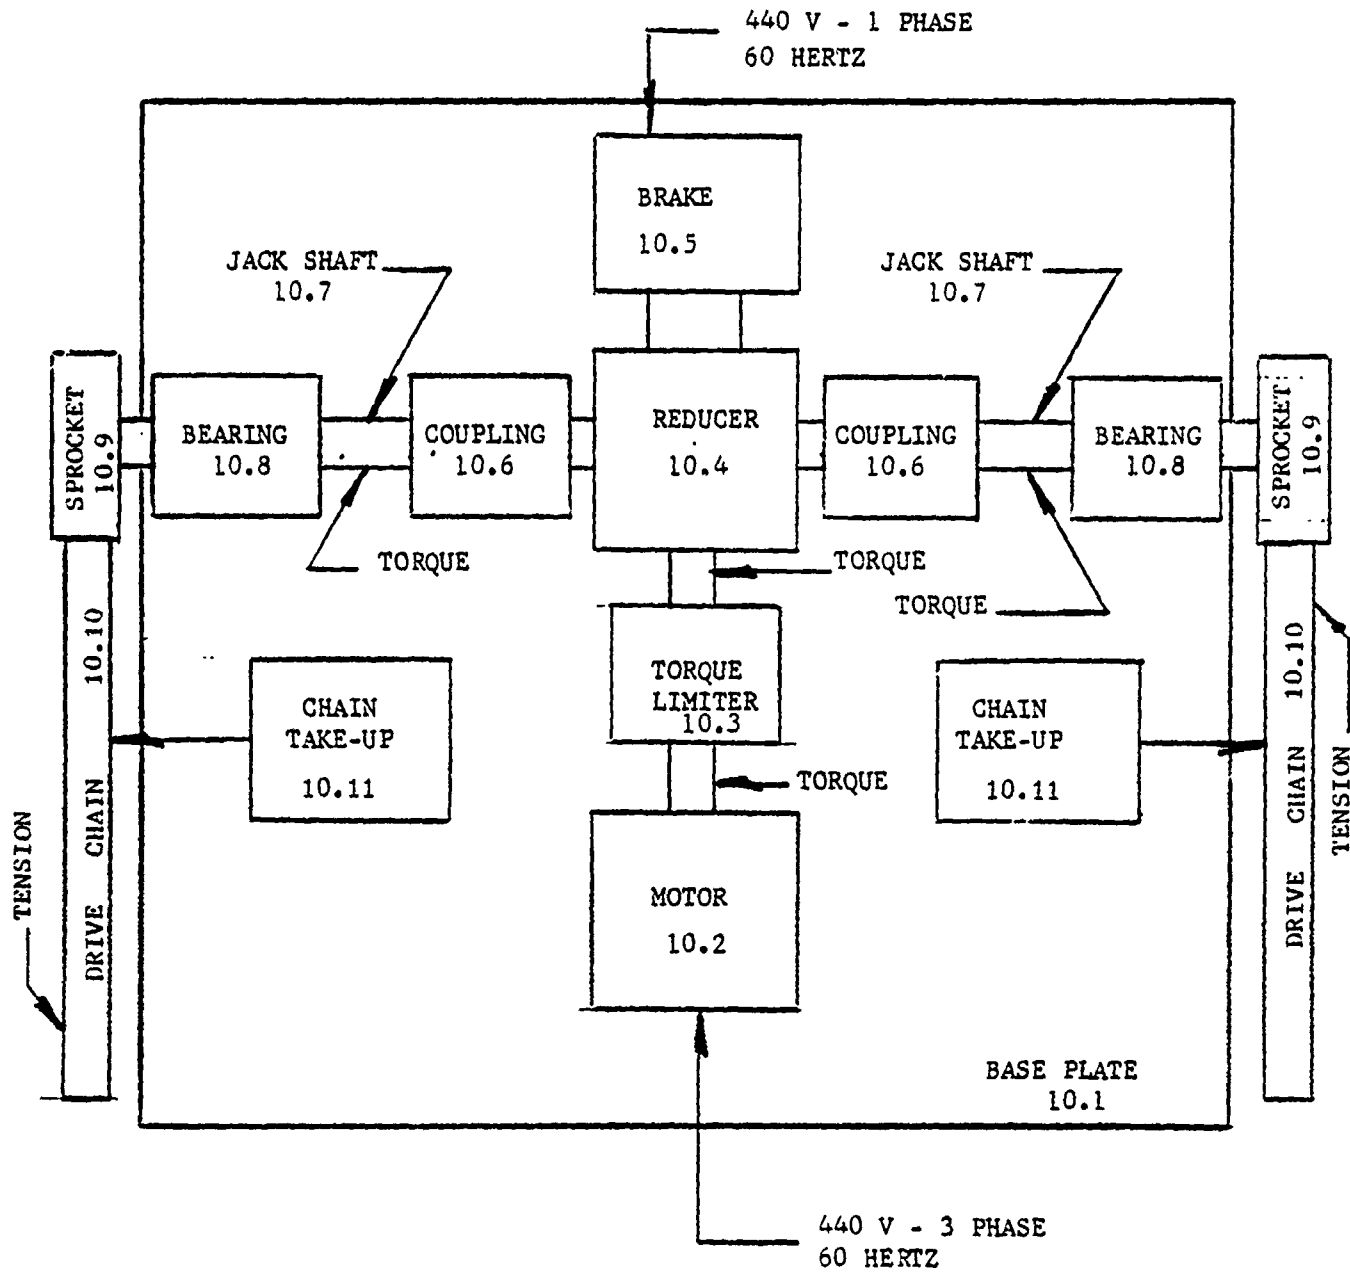 440 V - 1 PHASE
60 HERTZ
BRAKE
10.5
JACK SHAFT
10.7
JACK SHAFT
10.7
SPROCKET
10.9
BEARING
10.8
COUPLING
10.6
REDUCER
10.4
COUPLING
10.6
BEARING
10.8
SPROCKET
10.9
TORQUE
TORQUE
TORQUE
DRIVE CHAIN 10.10
TENSION
CHAIN
TAKE-UP
10.11
TORQUE
LIMITER
10.3
TORQUE
CHAIN
TAKE-UP
10.11
DRIVE CHAIN 10.10
TENSION
MOTOR
10.2
BASE PLATE
10.1
440 V - 3 PHASE
60 HERTZ